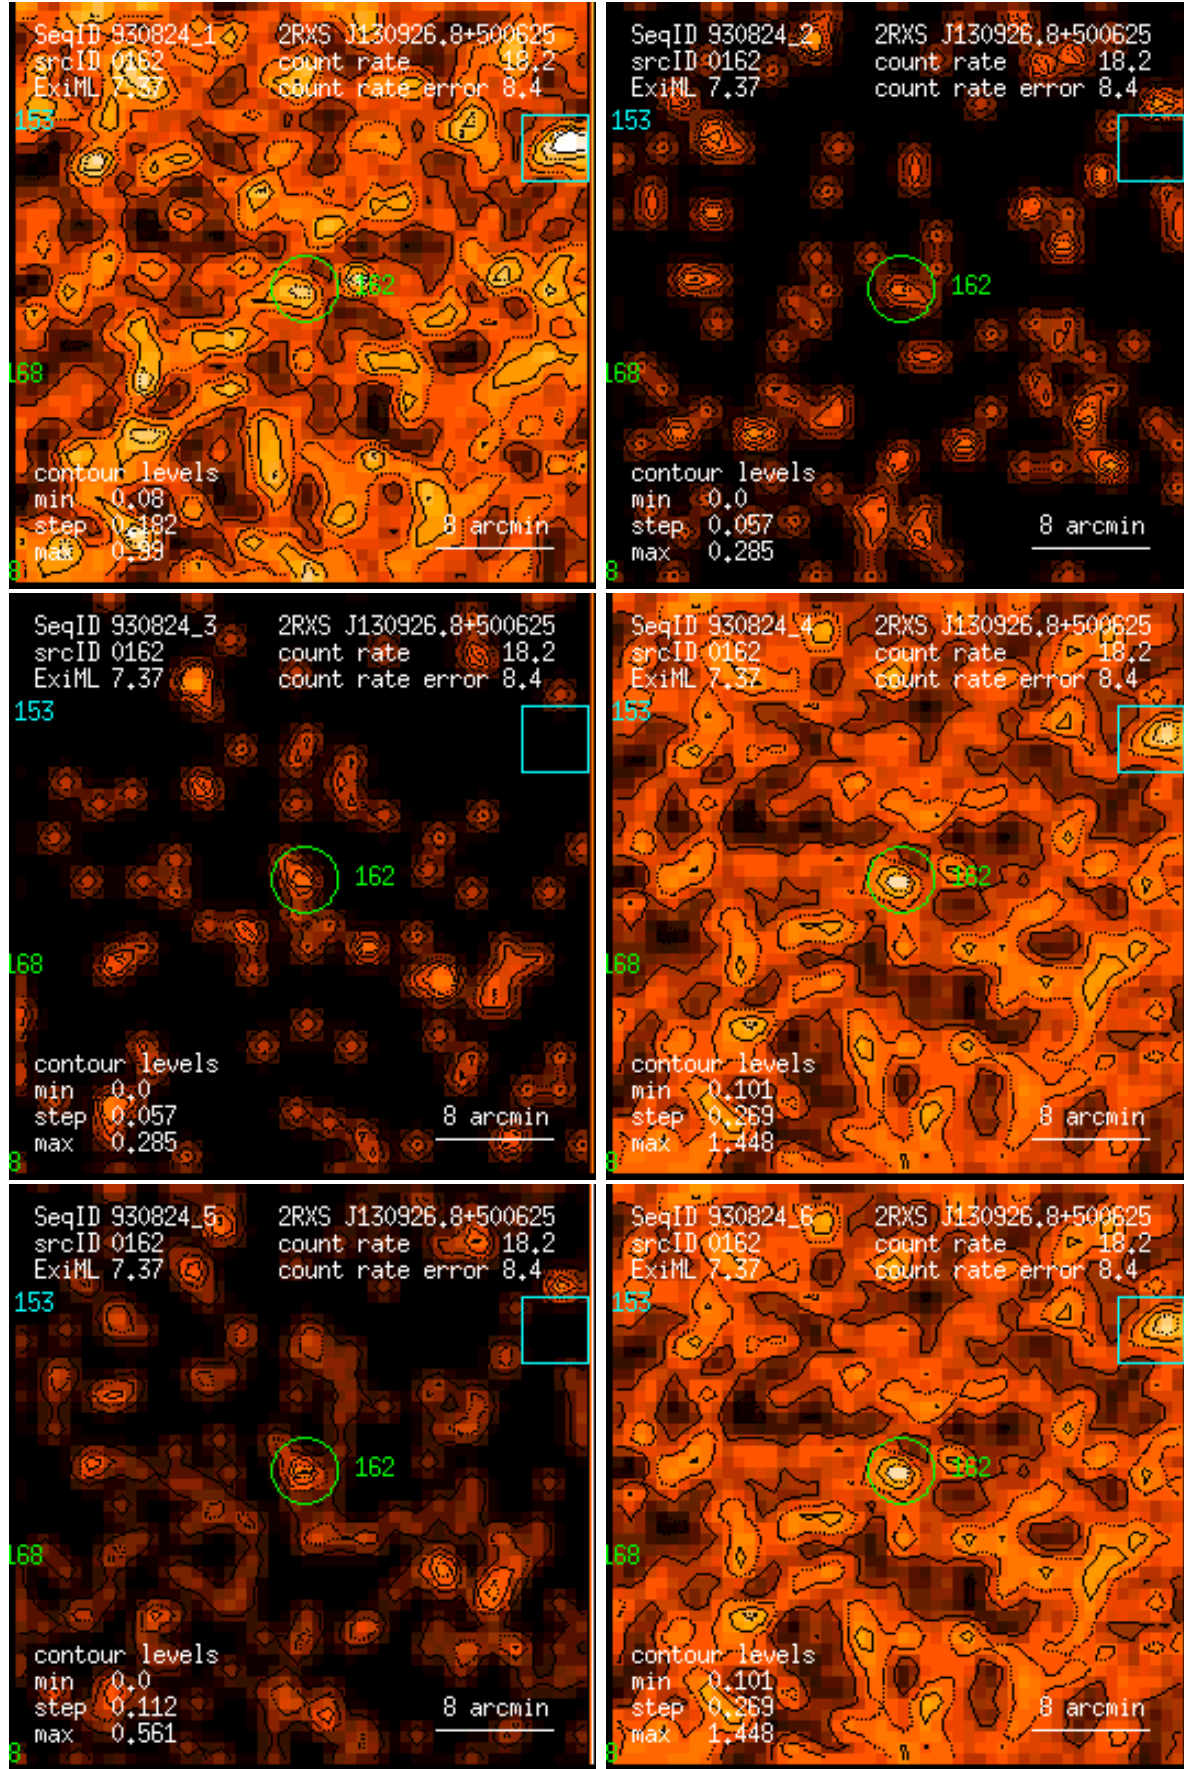 SeqID 930824_1 2RXS J130926.8+500625
srcID 0162 count rate 18.2
ExiML 7.37 count rate error 8.4
153
162
168
contour levels
min 0.08
step 0.182
max 0.99
8 arcmin
8
SeqID 930824_2 2RXS J130926.8+500625
srcID 0162 count rate 18.2
ExiML 7.37 count rate error 8.4
153
162
168
contour levels
min 0.0
step 0.057
max 0.285
8 arcmin
8
SeqID 930824_3 2RXS J130926.8+500625
srcID 0162 count rate 18.2
ExiML 7.37 count rate error 8.4
153
162
168
contour levels
min 0.0
step 0.057
max 0.285
8 arcmin
8
SeqID 930824_4 2RXS J130926.8+500625
srcID 0162 count rate 18.2
ExiML 7.37 count rate error 8.4
153
162
168
contour levels
min 0.101
step 0.269
max 1.448
8 arcmin
8
SeqID 930824_5 2RXS J130926.8+500625
srcID 0162 count rate 18.2
ExiML 7.37 count rate error 8.4
153
162
168
contour levels
min 0.0
step 0.112
max 0.561
8 arcmin
8
SeqID 930824_6 2RXS J130926.8+500625
srcID 0162 count rate 18.2
ExiML 7.37 count rate error 8.4
153
162
168
contour levels
min 0.101
step 0.269
max 1.448
8 arcmin
8